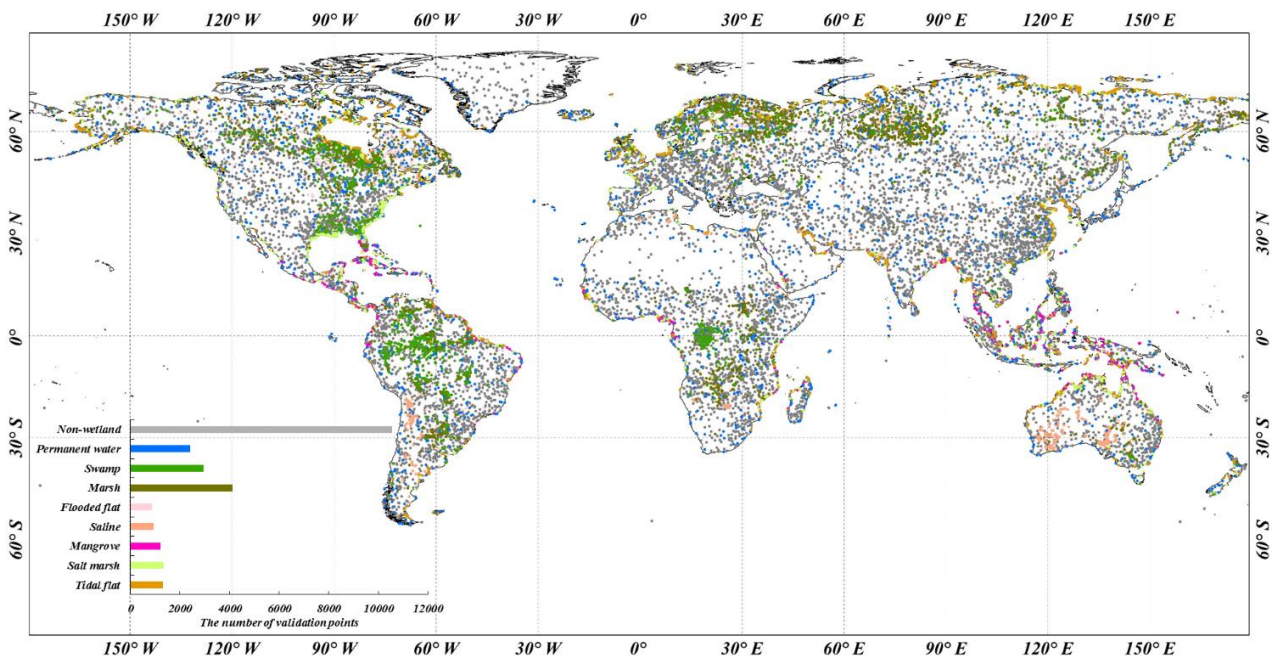 150° W 120° W 90° W 60° W 30° W 0° 30° E 60° E 90° E 120° E 150° E
60° N 60° N
30° N 30° N
0° 0°
30° S 30° S
60° S 60° S
Non-wetland
Permanent water
Swamp
Marsh
Flooded flat
Saline
Mangrove
Salt marsh
Tidal flat
0 2000 4000 6000 8000 10000 12000
The number of validation points
150° W 120° W 90° W 60° W 30° W 0° 30° E 60° E 90° E 120° E 150° E